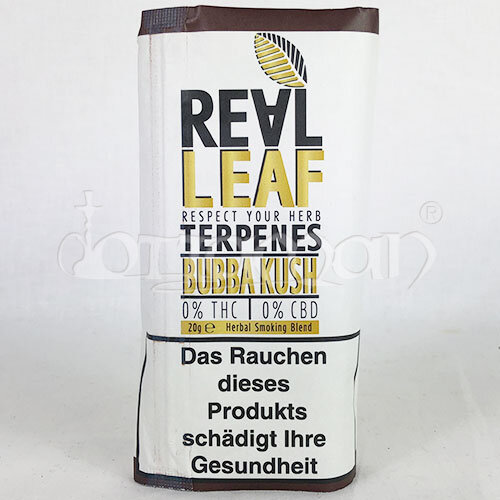 REAL
LEAF
RESPECT YOUR HERB
TERPENES
BUBBA KUSH
0% THC | 0% CBD
20g ℮ Herbal Smoking Blend
Das Rauchen
dieses
Produkts
schädigt Ihre
Gesundheit